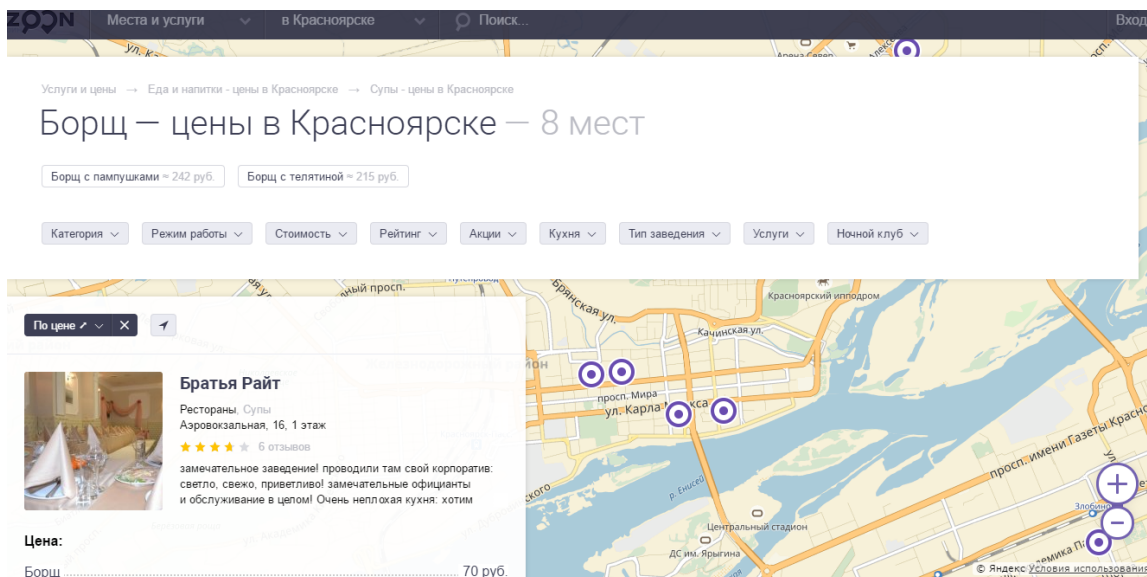 ZOON Места и услуги в Красноярске Поиск... Вход
Услуги и цены → Еда и напитки - цены в Красноярске → Супы - цены в Красноярске
Борщ — цены в Красноярске — 8 мест
Борщ с пампушками ≈ 242 руб. Борщ с телятиной ≈ 215 руб.
Категория Режим работы Стоимость Рейтинг Акции Кухня Тип заведения Услуги Ночной клуб
По цене
Братья Райт
Рестораны, Супы
Аэровокзальная, 16, 1 этаж
6 отзывов
замечательное заведение! проводили там свой корпоратив:
светло, свежо, приветливо! замечательные официанты
и обслуживание в целом! Очень неплохая кухня: хотим
Цена:
Борщ 70 руб.
ный просп.
Брянская ул.
Красноярский ипподром
Качинская ул.
просп. Мира
ул. Карла
просп. имени Газеты Красно
р. Енисей
Злобино
Центральный стадион
ДС им. Ярыгина
© Яндекс Условия использования